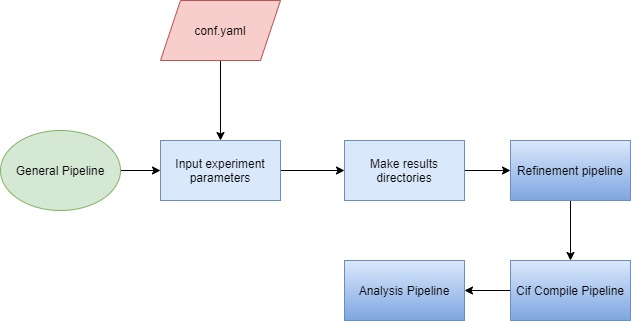 conf.yaml
General Pipeline
Input experiment
parameters
Make results
directories
Refinement pipeline
Cif Compile Pipeline
Analysis Pipeline